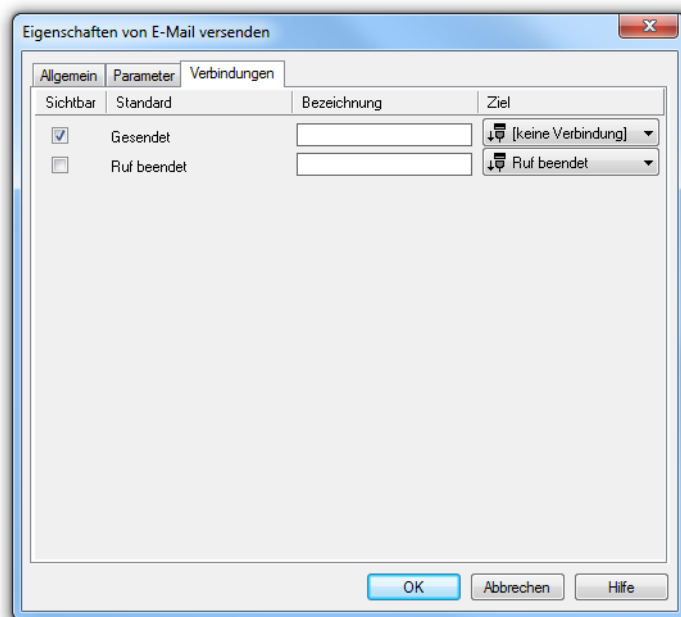 Eigenschaften von E-Mail versenden
Allgemein Parameter Verbindungen
Sichtbar Standard Bezeichnung Ziel
Gesendet [keine Verbindung]
Ruf beendet Ruf beendet
OK Abbrechen Hilfe